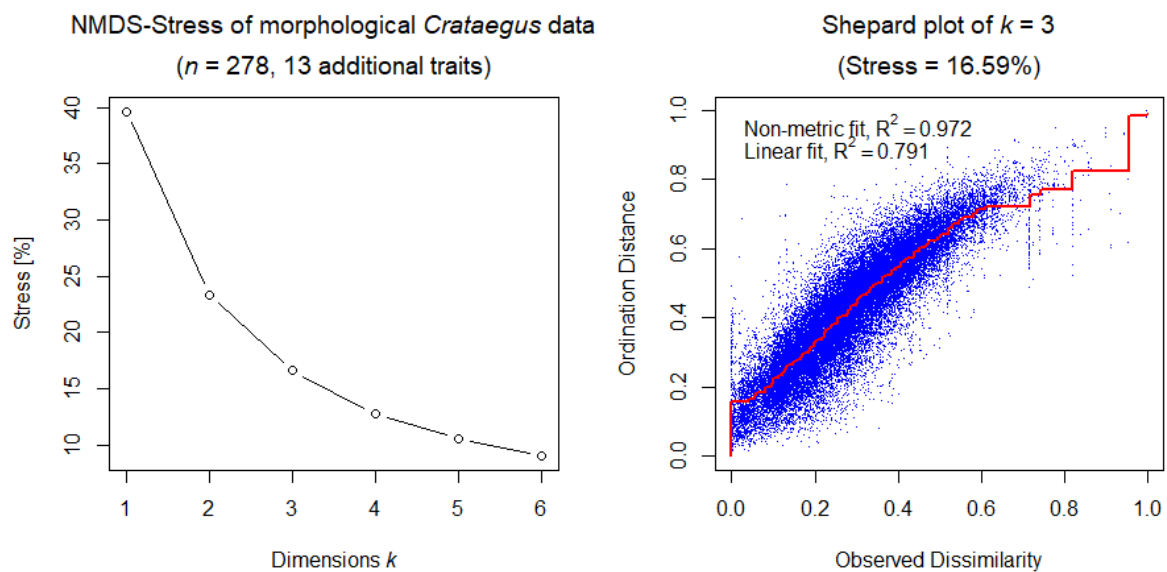 NMDS-Stress of morphological Crataegus data
(n = 278, 13 additional traits)
Stress [%]
40
35
30
25
20
15
10
1 2 3 4 5 6
Dimensions k
Shepard plot of k = 3
(Stress = 16.59%)
Non-metric fit, R² = 0.972
Linear fit, R² = 0.791
Ordination Distance
1.0
0.8
0.6
0.4
0.2
0.0
0.0 0.2 0.4 0.6 0.8 1.0
Observed Dissimilarity